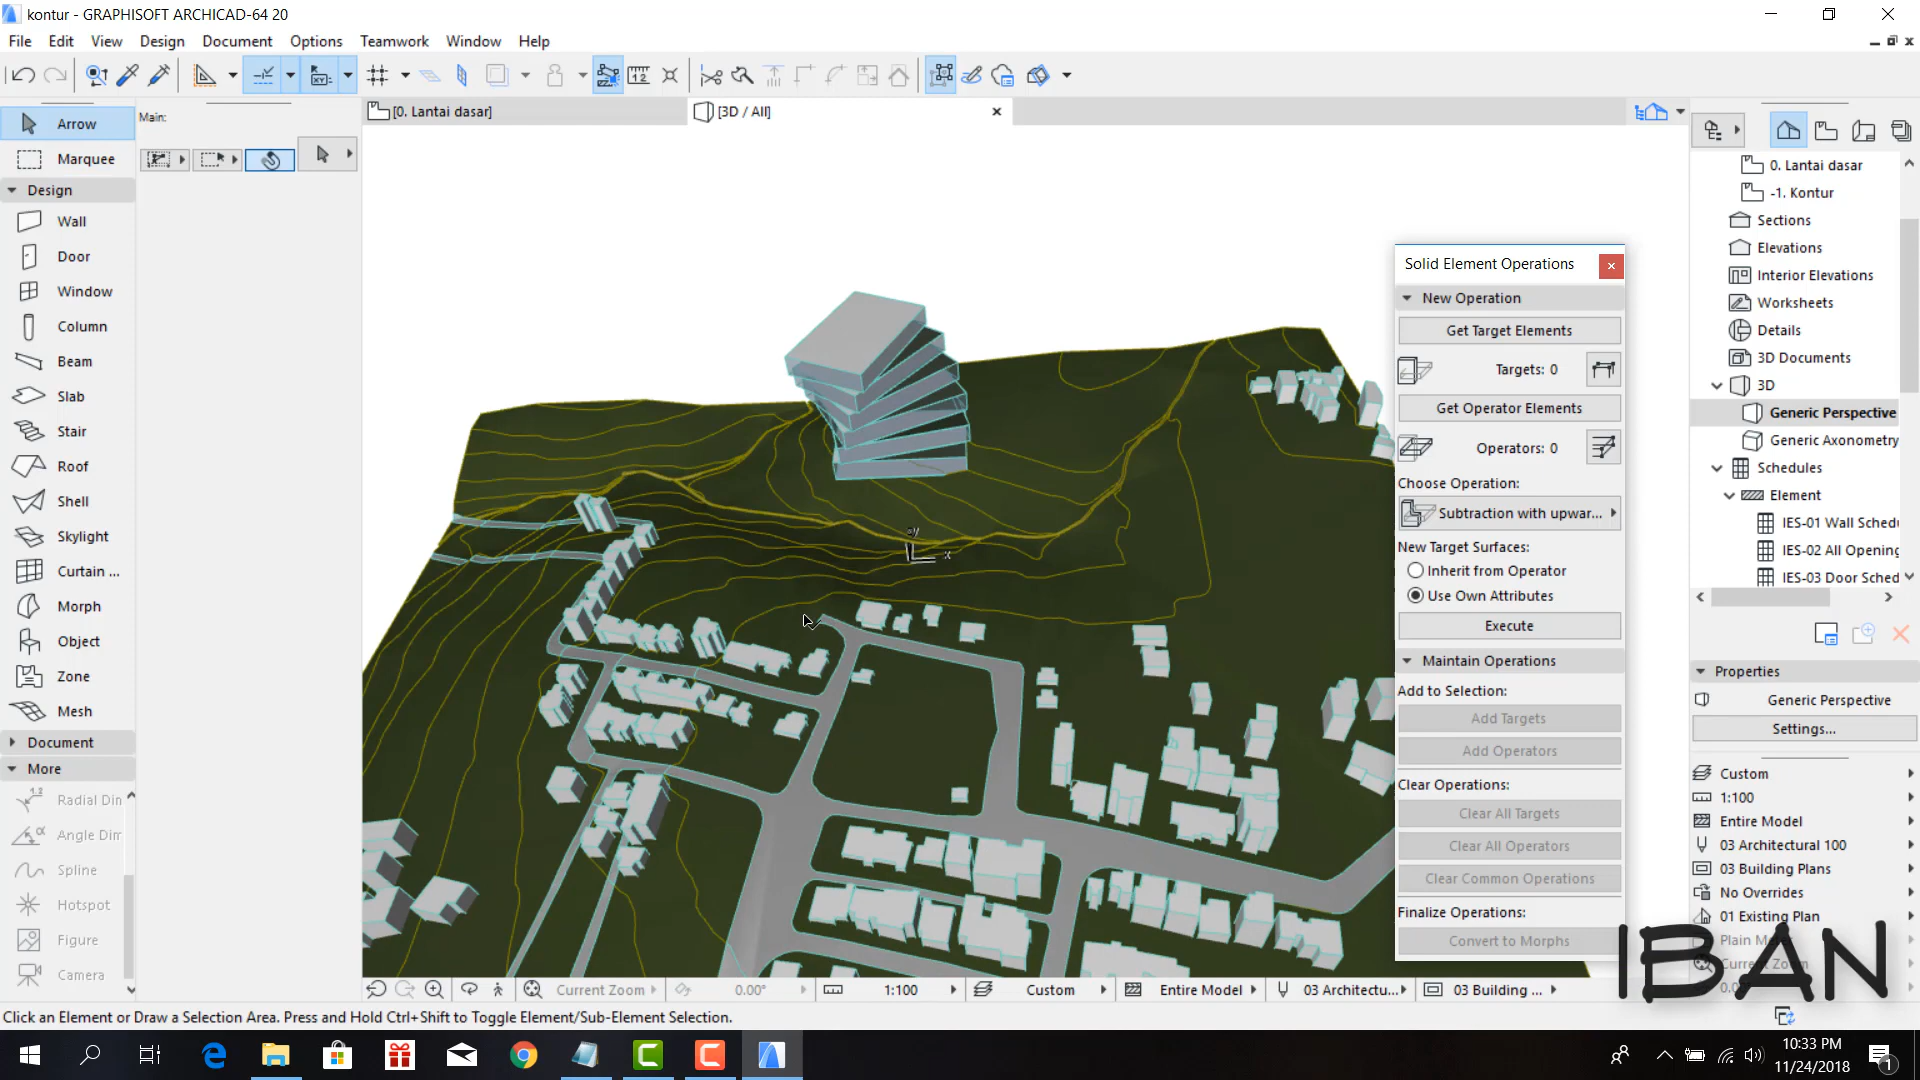 kontur - GRAPHISOFT ARCHICAD-64 20
File Edit View Design Document Options Teamwork Window Help
Arrow
Marquee
Main:
[0. Lantai dasar]
[3D / All]
Design
Wall
Door
Window
Column
Beam
Slab
Stair
Roof
Shell
Skylight
Curtain ...
Morph
Object
Zone
Mesh
Document
More
Radial Din
Angle Dim
Spline
Hotspot
Figure
Camera
Solid Element Operations
New Operation
Get Target Elements
Targets: 0
Get Operator Elements
Operators: 0
Choose Operation:
Subtraction with upwar...
New Target Surfaces:
Inherit from Operator
Use Own Attributes
Execute
Maintain Operations
Add to Selection:
Add Targets
Add Operators
Clear Operations:
Clear All Targets
Clear All Operators
Clear Common Operations
Finalize Operations:
Convert to Morphs
0. Lantai dasar
-1. Kontur
Sections
Elevations
Interior Elevations
Worksheets
Details
3D Documents
3D
Generic Perspective
Generic Axonometry
Schedules
Element
IES-01 Wall Schedu
IES-02 All Opening
IES-03 Door Sched
Properties
Generic Perspective
Settings...
Custom
1:100
Entire Model
03 Architectural 100
03 Building Plans
No Overrides
01 Existing Plan
Current Zoom
0.00°
1:100
Custom
Entire Model
03 Architectu...
03 Building ...
Click an Element or Draw a Selection Area. Press and Hold Ctrl+Shift to Toggle Element/Sub-Element Selection.
IBAN
10:33 PM
11/24/2018
1